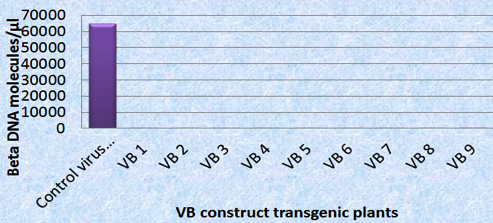 Beta DNA molecules/µl
70000
60000
50000
40000
30000
20000
10000
0
Control virus...
VB 1
VB 2
VB 3
VB 4
VB 5
VB 6
VB 7
VB 8
VB 9
VB construct transgenic plants